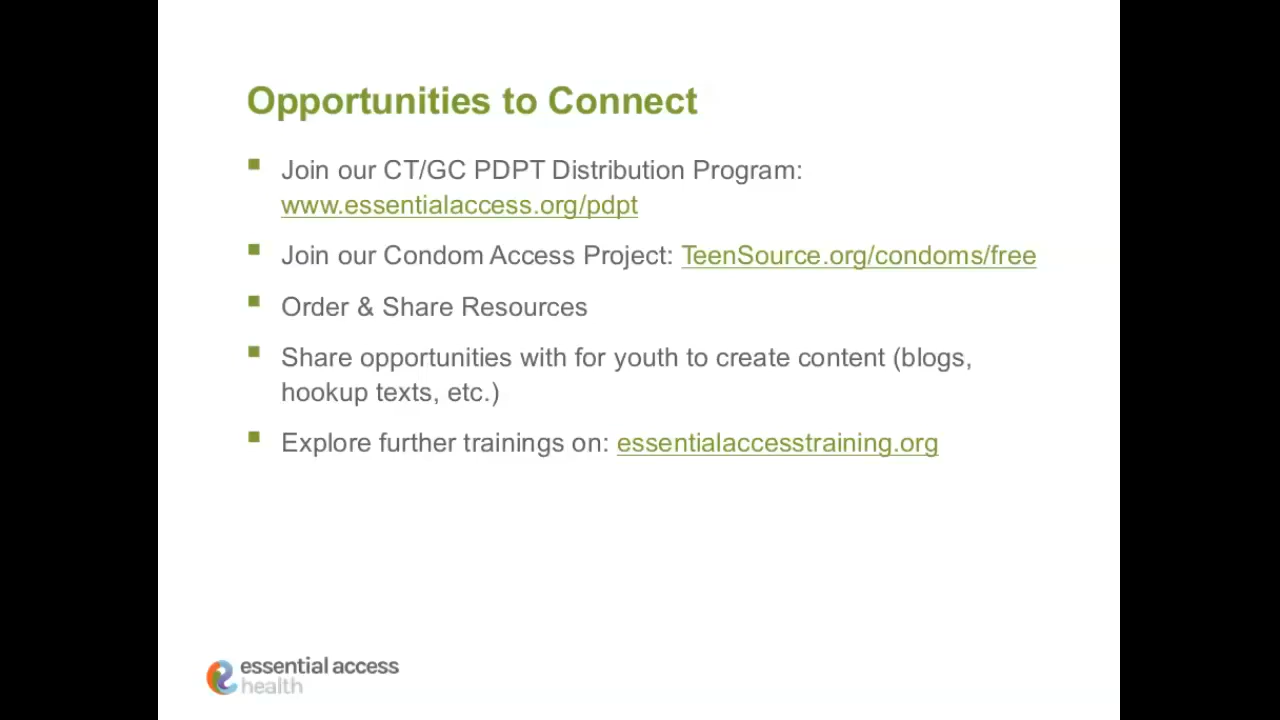 Opportunities to Connect
Join our CT/GC PDPT Distribution Program:
www.essentialaccess.org/pdpt
Join our Condom Access Project: TeenSource.org/condoms/free
Order & Share Resources
Share opportunities with for youth to create content (blogs,
hookup texts, etc.)
Explore further trainings on: essentialaccesstraining.org
essential access
health